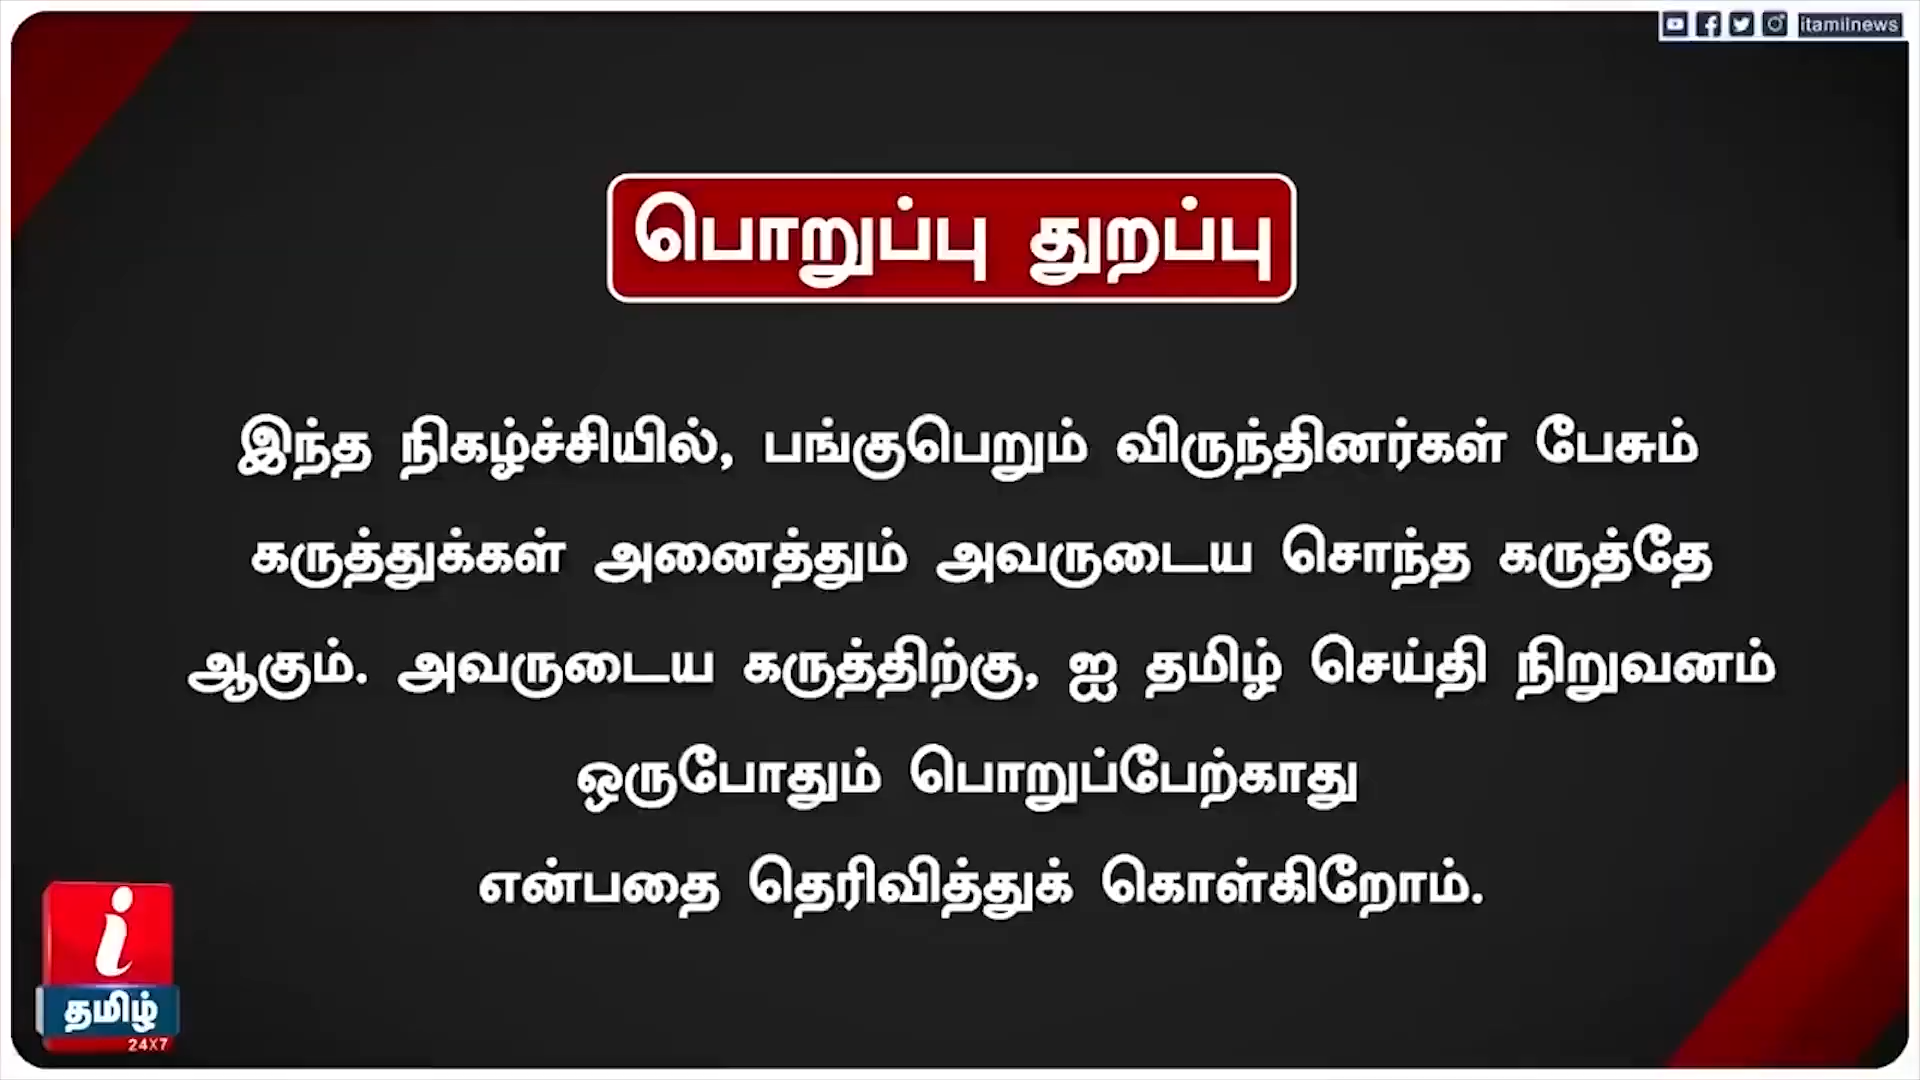 itamilnews
பொறுப்பு துறப்பு
இந்த நிகழ்ச்சியில், பங்குபெறும் விருந்தினர்கள் பேசும்
கருத்துக்கள் அனைத்தும் அவருடைய சொந்த கருத்தே
ஆகும். அவருடைய கருத்திற்கு, ஐ தமிழ் செய்தி நிறுவனம்
ஒருபோதும் பொறுப்பேற்காது
என்பதை தெரிவித்துக் கொள்கிறோம்.
i
தமிழ்
24X7